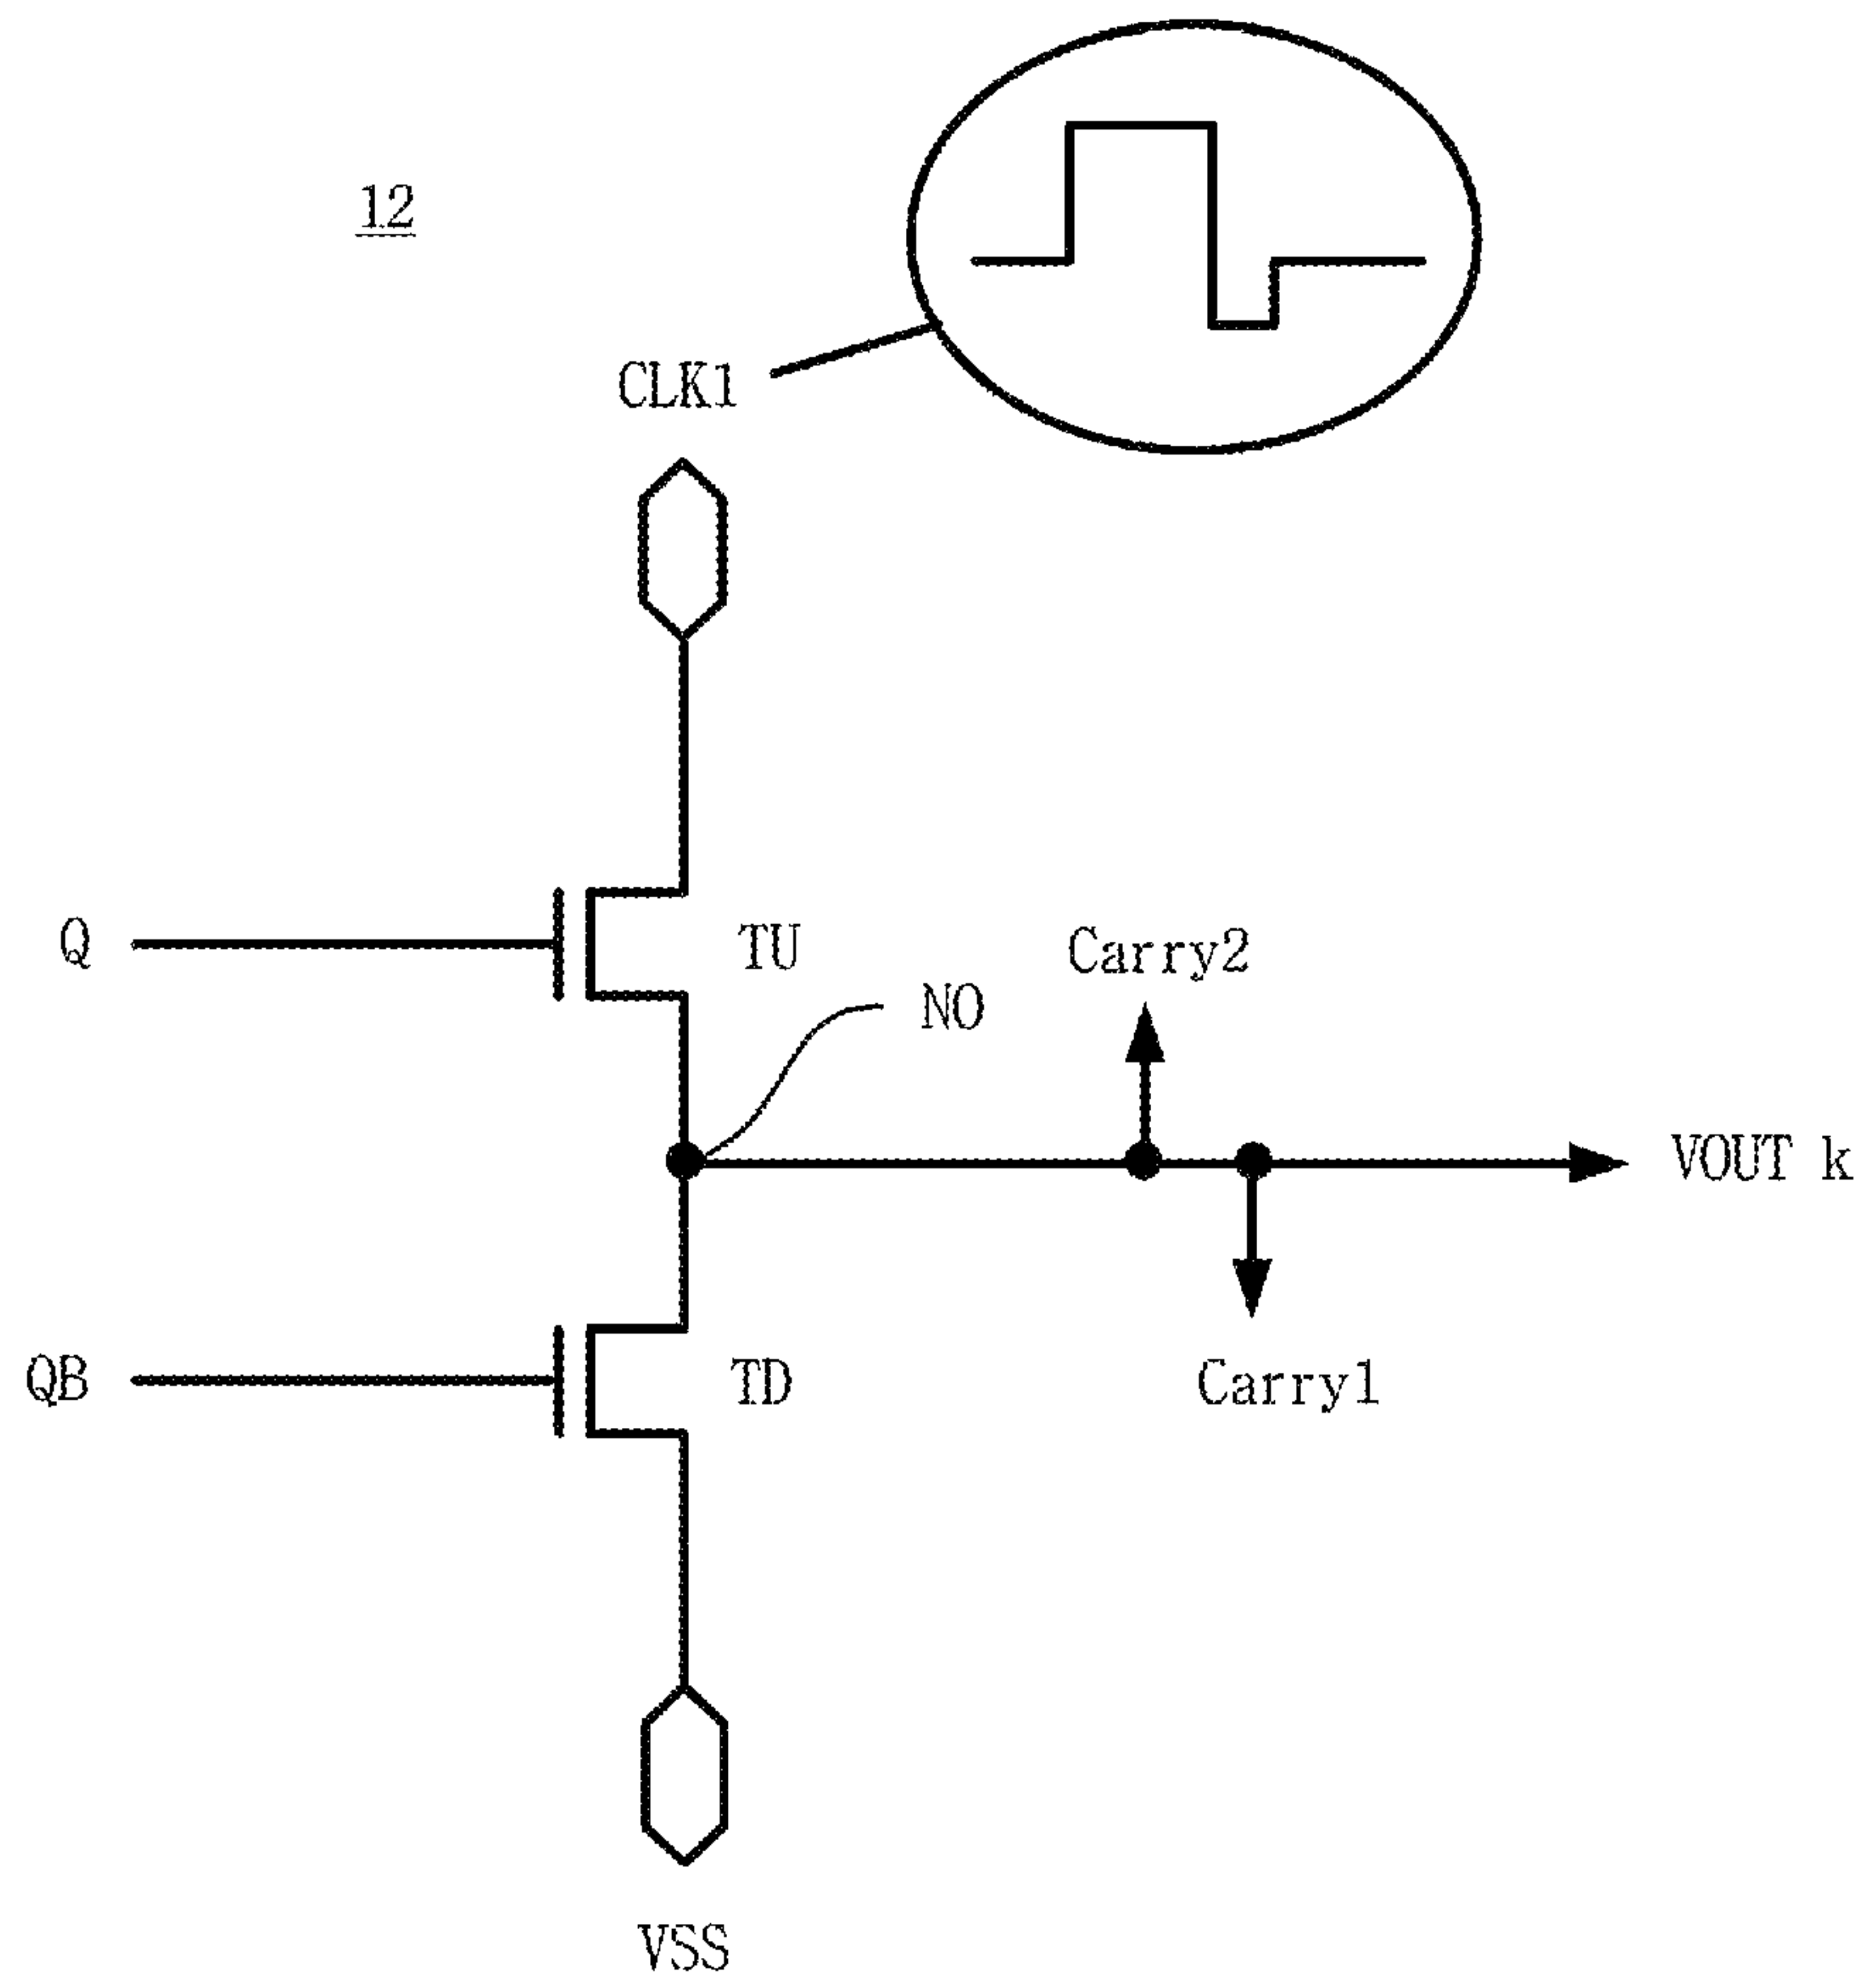 12
CLK1
Q
TU
Carry2
NO
VOUT k
QB
TD
Carry1
VSS